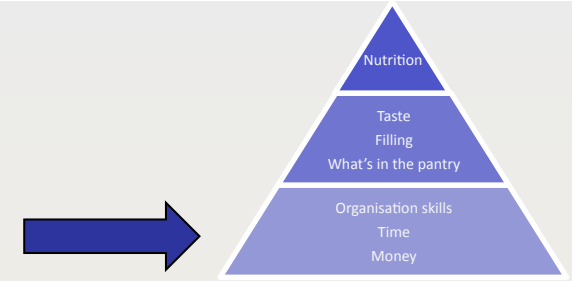 Nutrition
Taste
Filling
What's in the pantry
Organisation skills
Time
Money